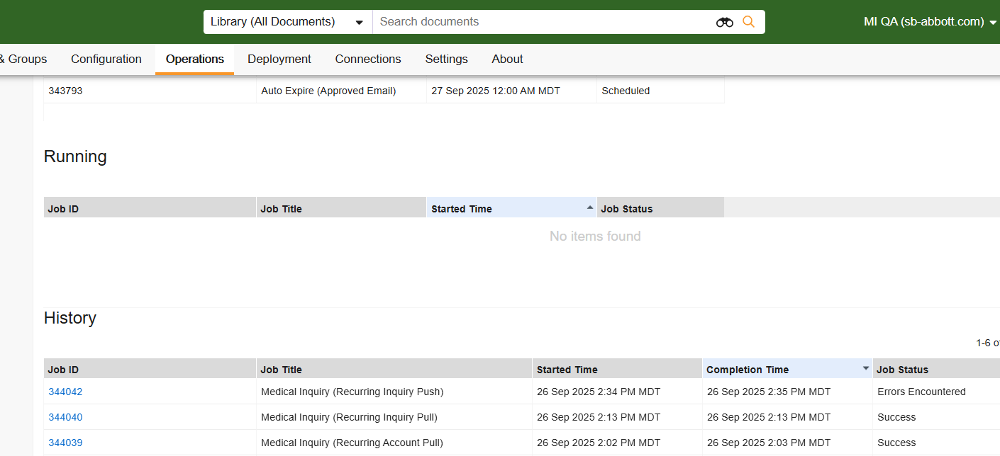 Library (All Documents) Search documents MI QA (sb-abbott.com)
& Groups Configuration Operations Deployment Connections Settings About
343793 Auto Expire (Approved Email) 27 Sep 2025 12:00 AM MDT Scheduled
Running
Job ID Job Title Started Time Job Status
No items found
History
1-6 o
Job ID Job Title Started Time Completion Time Job Status
344042 Medical Inquiry (Recurring Inquiry Push) 26 Sep 2025 2:34 PM MDT 26 Sep 2025 2:35 PM MDT Errors Encountered
344040 Medical Inquiry (Recurring Inquiry Pull) 26 Sep 2025 2:13 PM MDT 26 Sep 2025 2:13 PM MDT Success
344039 Medical Inquiry (Recurring Account Pull) 26 Sep 2025 2:02 PM MDT 26 Sep 2025 2:03 PM MDT Success